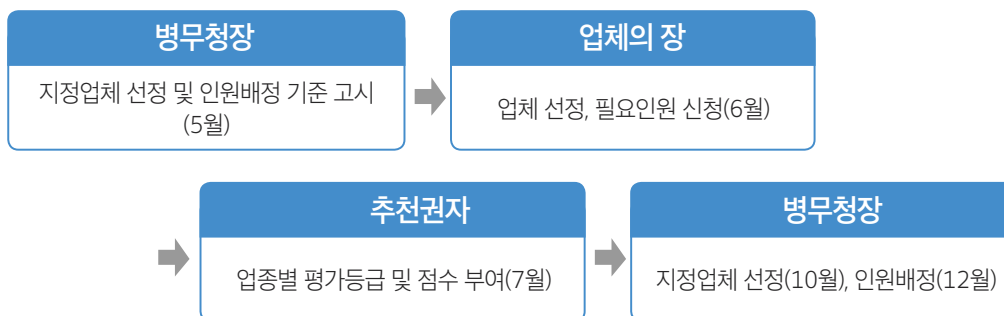 병무청장
지정업체 선정 및 인원배정 기준 고시
(5월)
업체의 장
업체 선정, 필요인원 신청(6월)
추천권자
업종별 평가등급 및 점수 부여(7월)
병무청장
지정업체 선정(10월), 인원배정(12월)